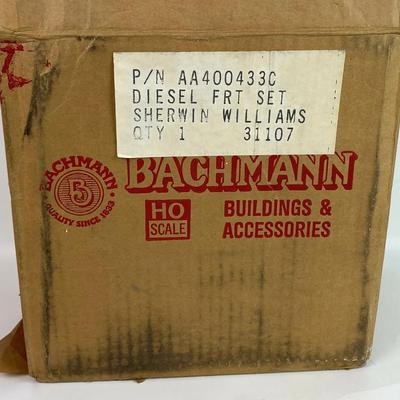 P/N AA400433C
DIESEL FRT SET
SHERWIN WILLIAMS
QTY 1 31107
BACHMANN
QUALITY SINCE 1833
BACHMANN
HO
SCALE
BUILDINGS &
ACCESSORIES